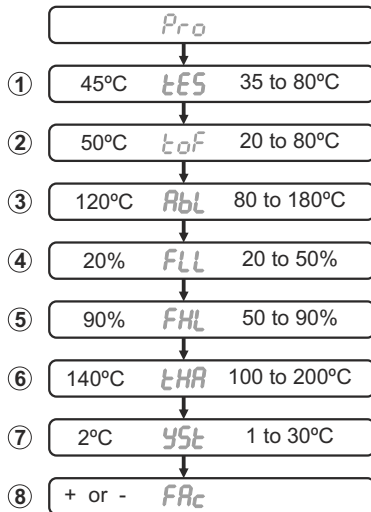 Pro
1 45ºC tES 35 to 80ºC
2 50ºC toF 20 to 80ºC
3 120ºC AbL 80 to 180ºC
4 20% FLL 20 to 50%
5 90% FHL 50 to 90%
6 140ºC tHA 100 to 200ºC
7 2ºC ySt 1 to 30ºC
8 + or - FAc